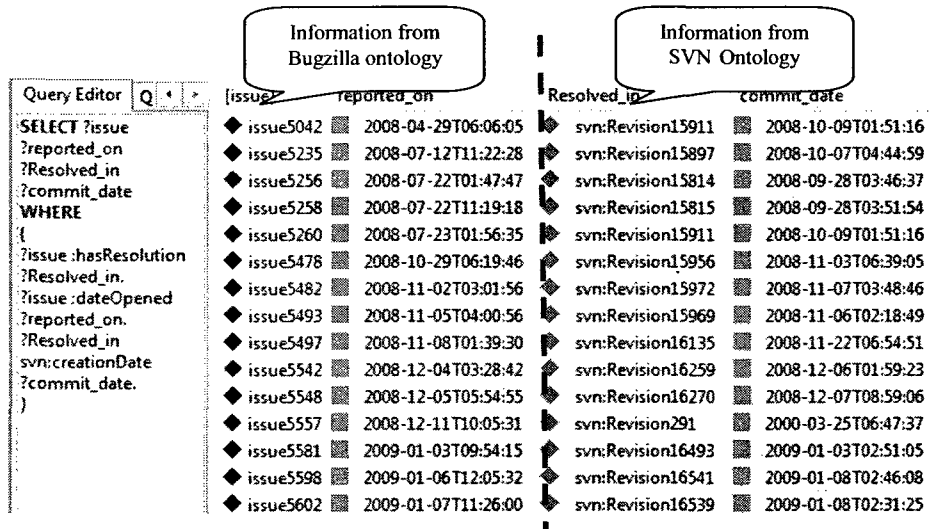 Information from
Bugzilla ontology
Information from
SVN Ontology
Query Editor Q
[issue] reported_on Resolved_in commit_date
SELECT ?issue
?reported_on
?Resolved_in
?commit_date
WHERE
{
?issue :hasResolution
?Resolved_in.
?issue :dateOpened
?reported_on.
?Resolved_in
svn:creationDate
?commit_date.
}
issue5042 2008-04-29T06:06:05 svn:Revision15911 2008-10-09T01:51:16
issue5235 2008-07-12T11:22:28 svn:Revision15897 2008-10-07T04:44:59
issue5256 2008-07-22T01:47:47 svn:Revision15814 2008-09-28T03:46:37
issue5258 2008-07-22T11:19:18 svn:Revision15815 2008-09-28T03:51:54
issue5260 2008-07-23T01:56:35 svn:Revision15911 2008-10-09T01:51:16
issue5478 2008-10-29T06:19:46 svn:Revision15956 2008-11-03T06:39:05
issue5482 2008-11-02T03:01:56 svn:Revision15972 2008-11-07T03:48:46
issue5493 2008-11-05T04:00:56 svn:Revision15969 2008-11-06T02:18:49
issue5497 2008-11-08T01:39:30 svn:Revision16135 2008-11-22T06:54:51
issue5542 2008-12-04T03:28:42 svn:Revision16259 2008-12-06T01:59:23
issue5548 2008-12-05T05:54:55 svn:Revision16270 2008-12-07T08:59:06
issue5557 2008-12-11T10:05:31 svn:Revision291 2000-03-25T06:47:37
issue5581 2009-01-03T09:54:15 svn:Revision16493 2009-01-03T02:51:05
issue5598 2009-01-06T12:05:32 svn:Revision16541 2009-01-08T02:46:08
issue5602 2009-01-07T11:26:00 svn:Revision16539 2009-01-08T02:31:25